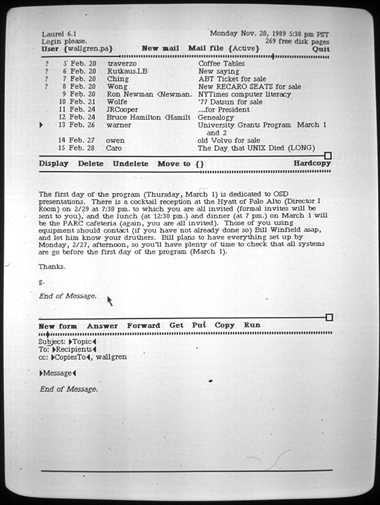 Laurel 6.1 Monday Nov. 20, 1989 5:38 pm PST
Login please. 269 free disk pages
User {wallgren.pa} New mail Mail file {Active} Quit
? 5 Feb. 20 traverzo Coffee Tables
? 6 Feb. 20 Rutkaus.LB New saying
? 7 Feb. 20 Ching ABT Ticket for sale
? 8 Feb. 20 Wong New RECARO SEATS for sale
9 Feb. 20 Ron Newman <Newman. NYTimes computer literacy
10 Feb. 21 Wolfe '77 Datsun for sale
11 Feb. 24 JRCooper ...for President
12 Feb. 24 Bruce Hamilton <Hamilt Genealogy
13 Feb. 26 warner University Grants Program March 1
and 2
14 Feb. 27 owen old Volvo for sale
15 Feb. 28 Caro The Day that UNIX Died (LONG)
Display Delete Undelete Move to {} Hardcopy
The first day of the program (Thursday, March 1) is dedicated to OSD
presentations. There is a cocktail reception at the Hyatt of Palo Alto (Director I
Room) on 2/29 at 7:30 pm. to which you are all invited (formal invites will be
sent to you), and the lunch (at 12:30 pm.) and dinner (at 7 pm.) on March 1 will
be the PARC cafeteria (again, you are all invited). Those of you using
equipment should contact (if you have not already done so) Bill Winfield asap,
and let him know your druthers. Bill plans to have everything set up by
Monday, 2/27, afternoon, so you'll have plenty of time to check that all systems
are go before the first day of the program (March 1).
Thanks.
g.
End of Message.
New form Answer Forward Get Put Copy Run
Subject: ▶Topic◀
To: ▶Recipients◀
cc: ▶CopiesTo◀, wallgren
▶Message◀
End of Message.